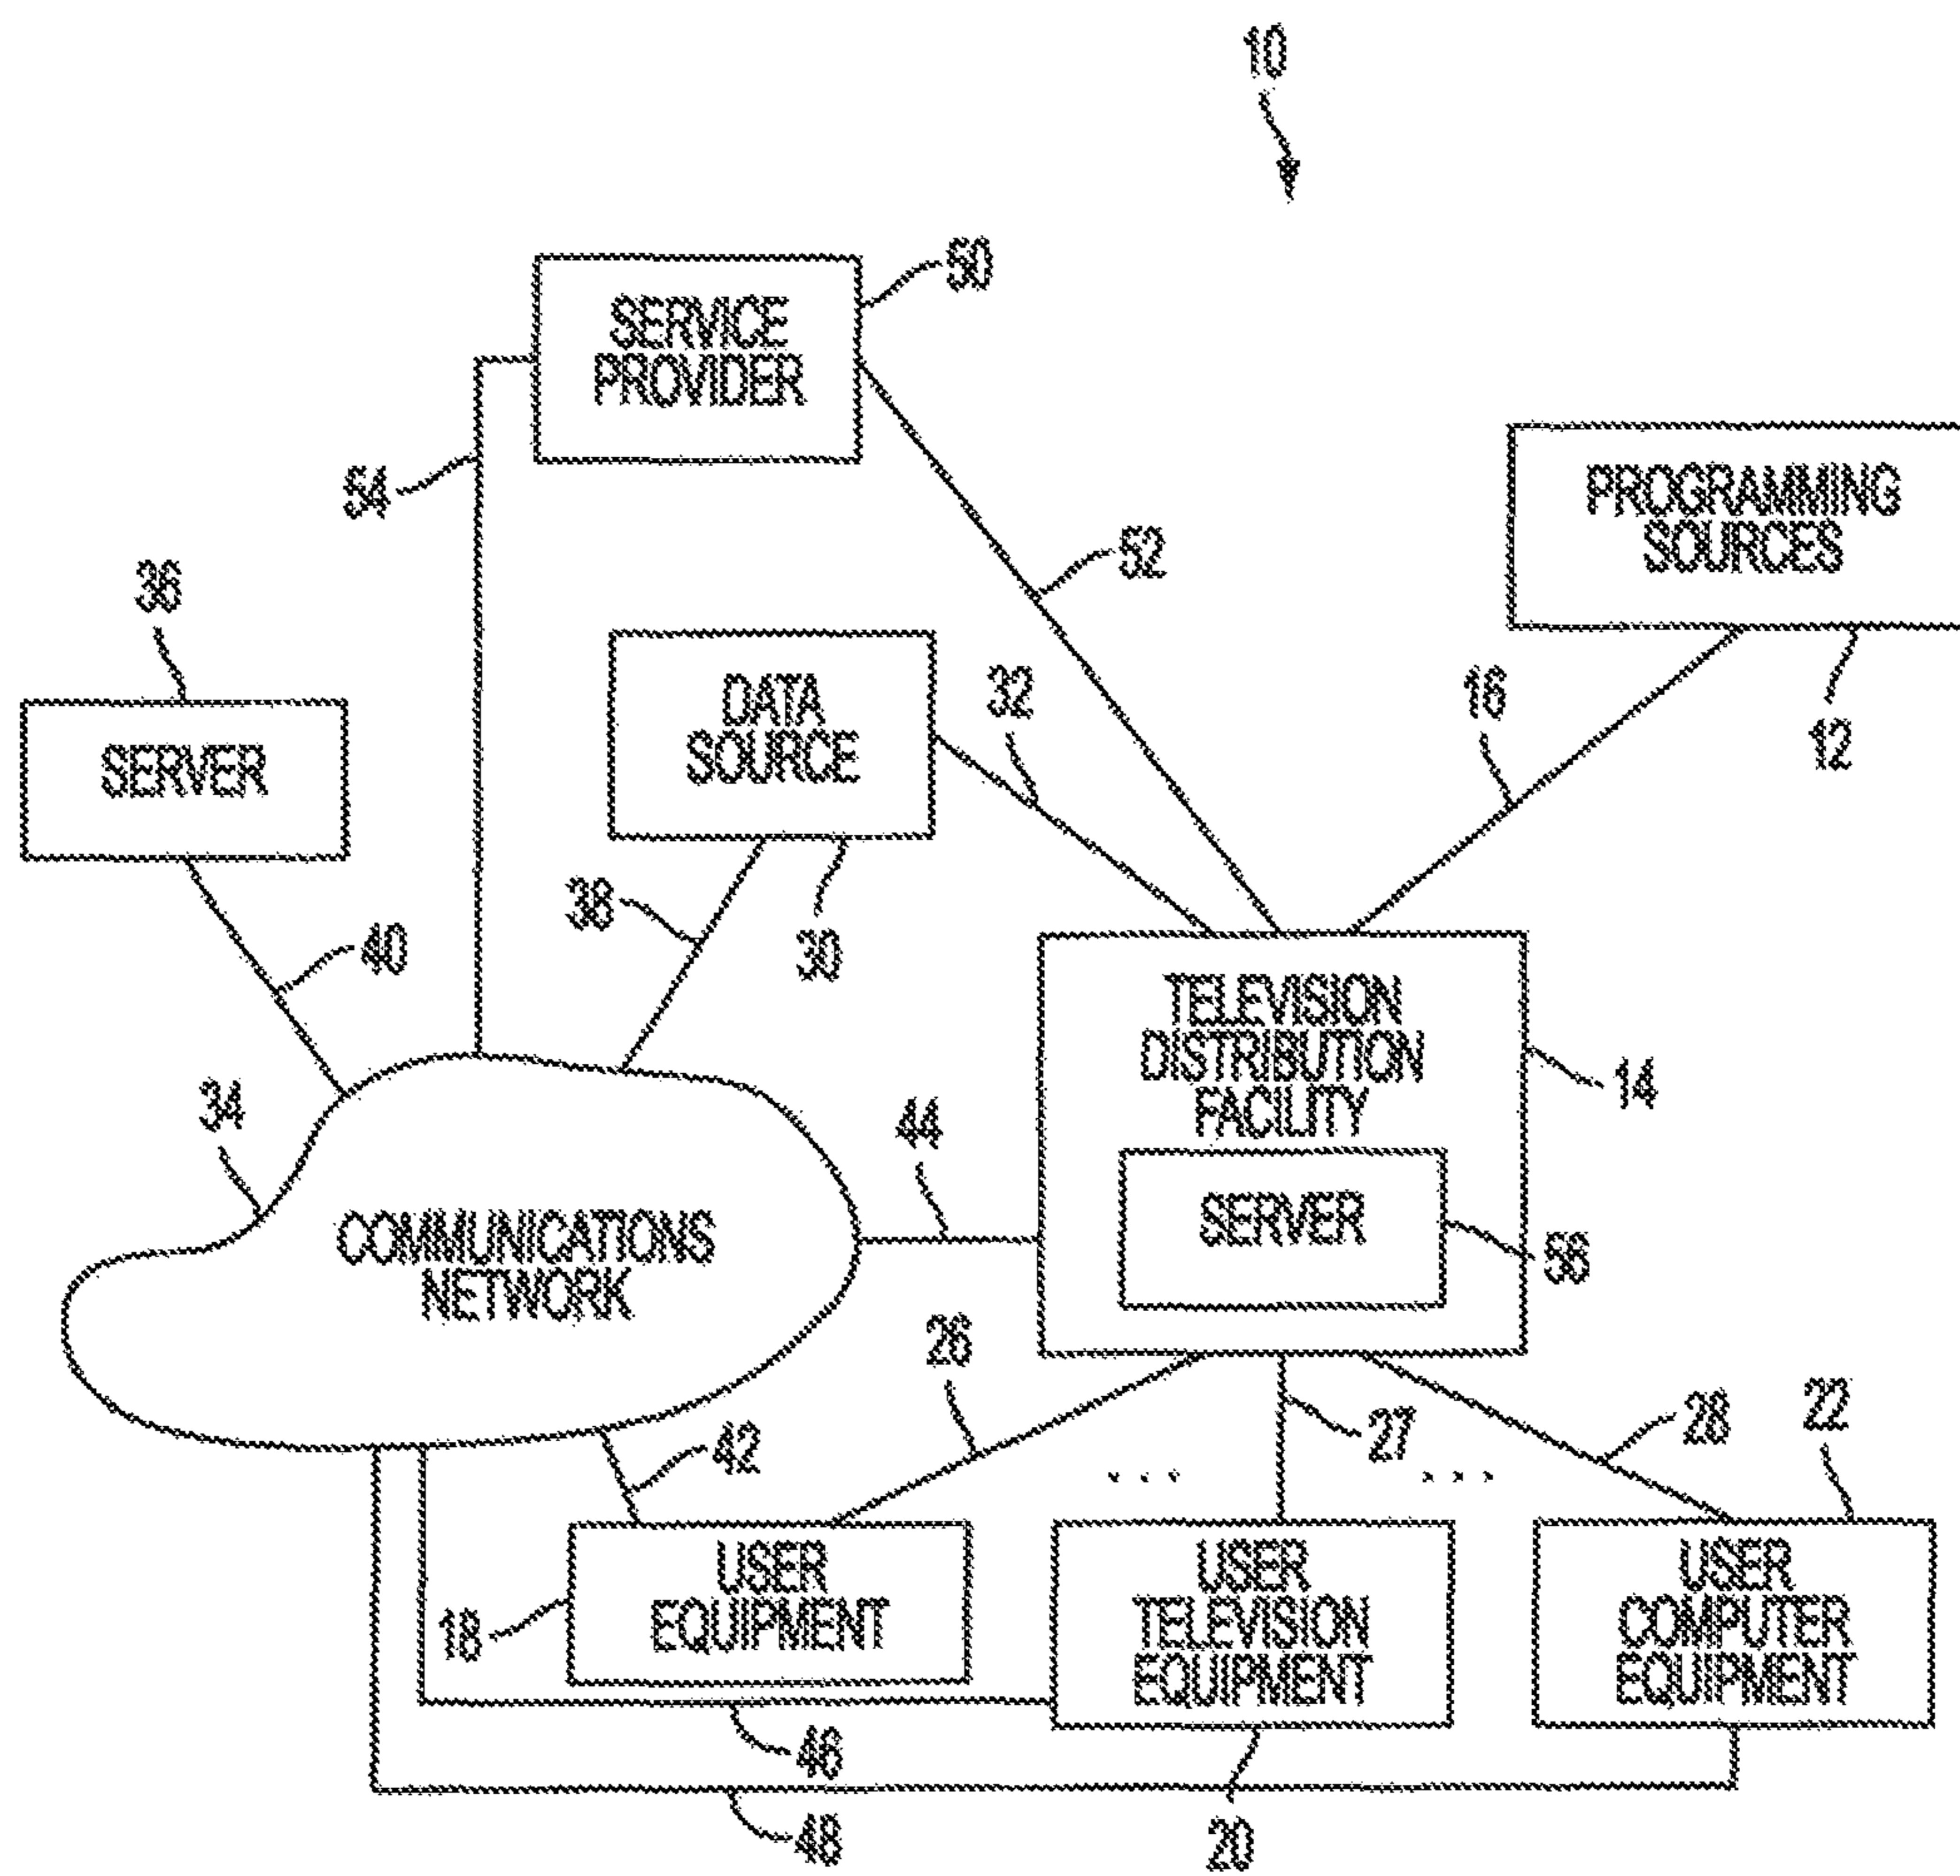 10
50
SERVICE
PROVIDER
54
PROGRAMMING
SOURCES
52
36
DATA
SOURCE
32
16
12
SERVER
38
30
40
TELEVISION
DISTRIBUTION
FACILITY
14
34
44
SERVER
56
COMMUNICATIONS
NETWORK
26
27
28
22
42
USER
EQUIPMENT
18
USER
TELEVISION
EQUIPMENT
USER
COMPUTER
EQUIPMENT
46
48
20